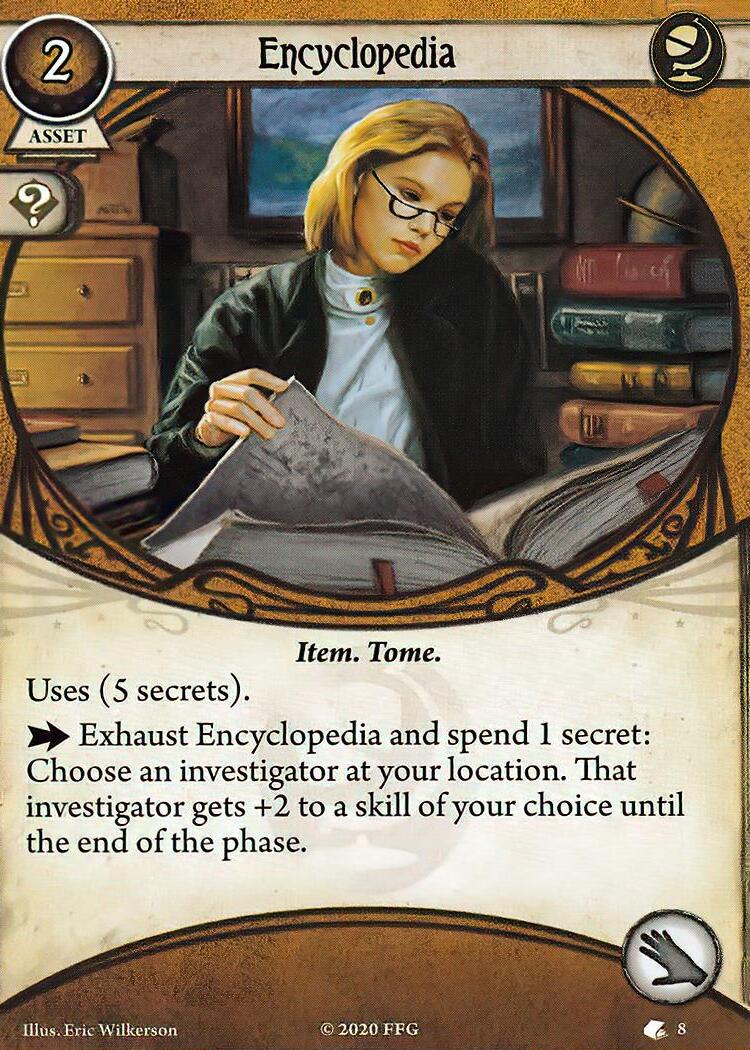 2
Encyclopedia
ASSET
?
Item. Tome.
Uses (5 secrets).
Exhaust Encyclopedia and spend 1 secret:
Choose an investigator at your location. That
investigator gets +2 to a skill of your choice until
the end of the phase.
Illus. Eric Wilkerson
© 2020 FFG
8